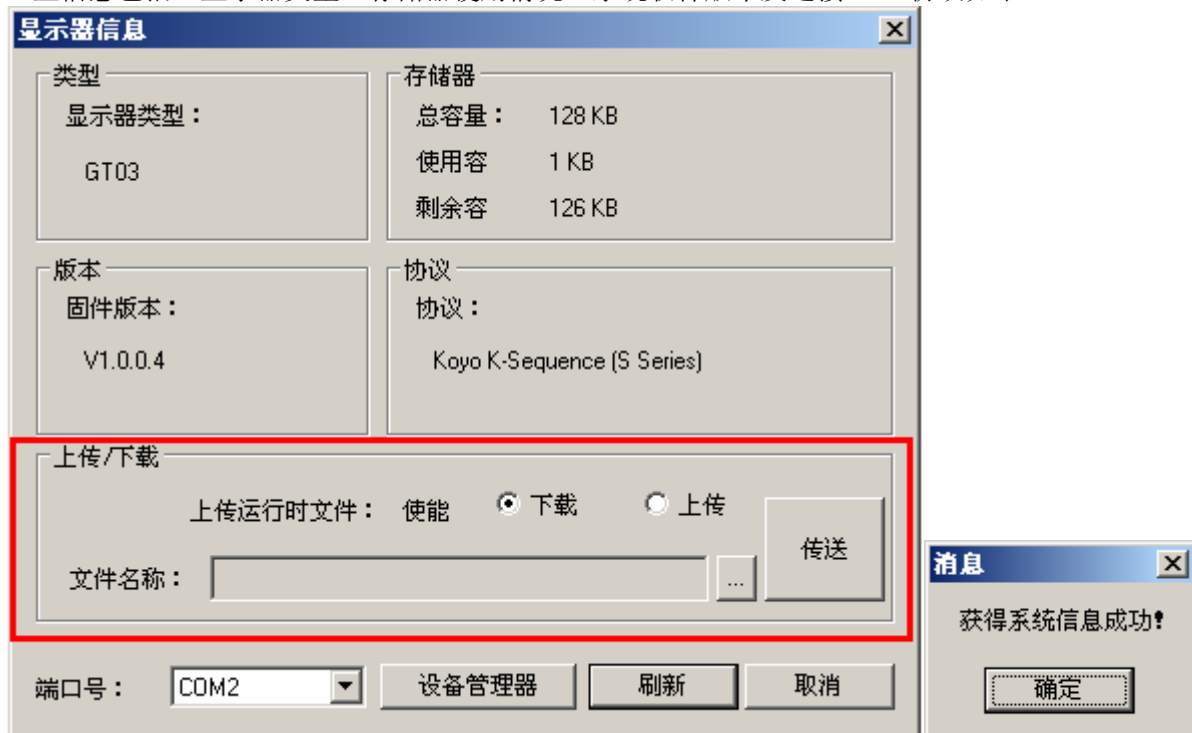 显示器信息
类型
显示器类型：
GT03
存储器
总容量： 128 KB
使用容 1 KB
剩余容 126 KB
版本
固件版本：
V1.0.0.4
协议
协议：
Koyo K-Sequence (S Series)
上传/下载
上传运行时文件： 使能 下载 上传
传送
文件名称： ...
端口号： COM2 设备管理器 刷新 取消
消息
获得系统信息成功!
确定